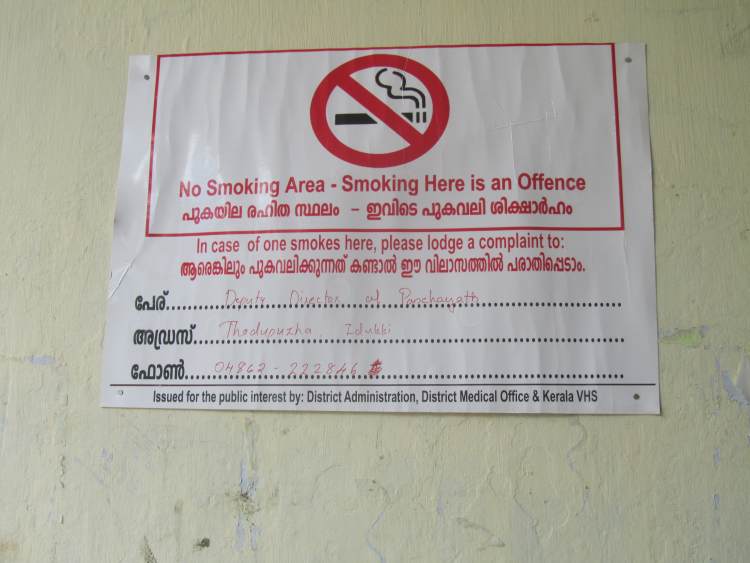 No Smoking Area - Smoking Here is an Offence
പുകയില രഹിത സ്ഥലം – ഇവിടെ പുകവലി ശിക്ഷാർഹം
In case of one smokes here, please lodge a complaint to:
ആരെങ്കിലും പുകവലിക്കുന്നത് കണ്ടാൽ ഈ വിലാസത്തിൽ പരാതിപ്പെടാം.
പേര്..... Deputy Director of Panchayath
അഡ്രസ്..... Thodupuzha Idukki
ഫോൺ..... 04862-222846
Issued for the public interest by: District Administration, District Medical Office & Kerala VHS